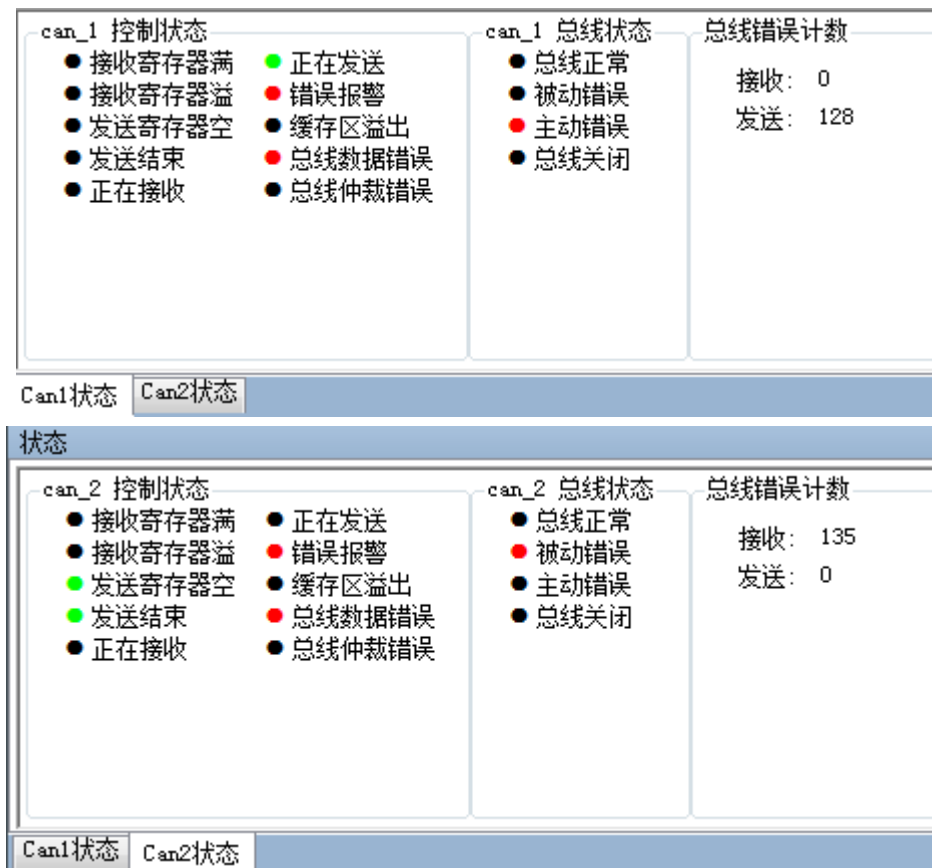 can_1 控制状态
接收寄存器满 正在发送
接收寄存器溢 错误报警
发送寄存器空 缓存区溢出
发送结束 总线数据错误
正在接收 总线仲裁错误
can_1 总线状态
总线正常
被动错误
主动错误
总线关闭
总线错误计数
接收: 0
发送: 128
Can1状态 Can2状态
状态
can_2 控制状态
接收寄存器满 正在发送
接收寄存器溢 错误报警
发送寄存器空 缓存区溢出
发送结束 总线数据错误
正在接收 总线仲裁错误
can_2 总线状态
总线正常
被动错误
主动错误
总线关闭
总线错误计数
接收: 135
发送: 0
Can1状态 Can2状态